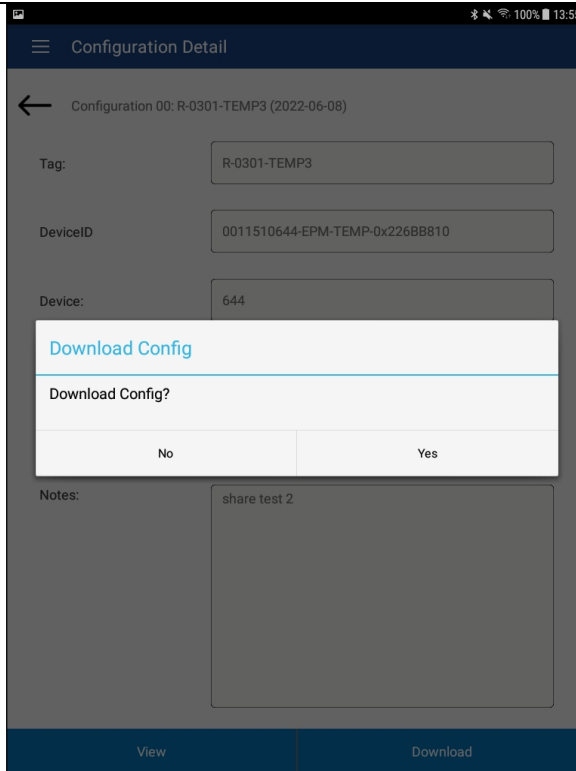 100% 13:55
Configuration Detail
Configuration 00: R-0301-TEMP3 (2022-06-08)
Tag:
R-0301-TEMP3
DeviceID
0011510644-EPM-TEMP-0x226BB810
Device:
644
Download Config
Download Config?
No
Yes
Notes:
share test 2
View
Download